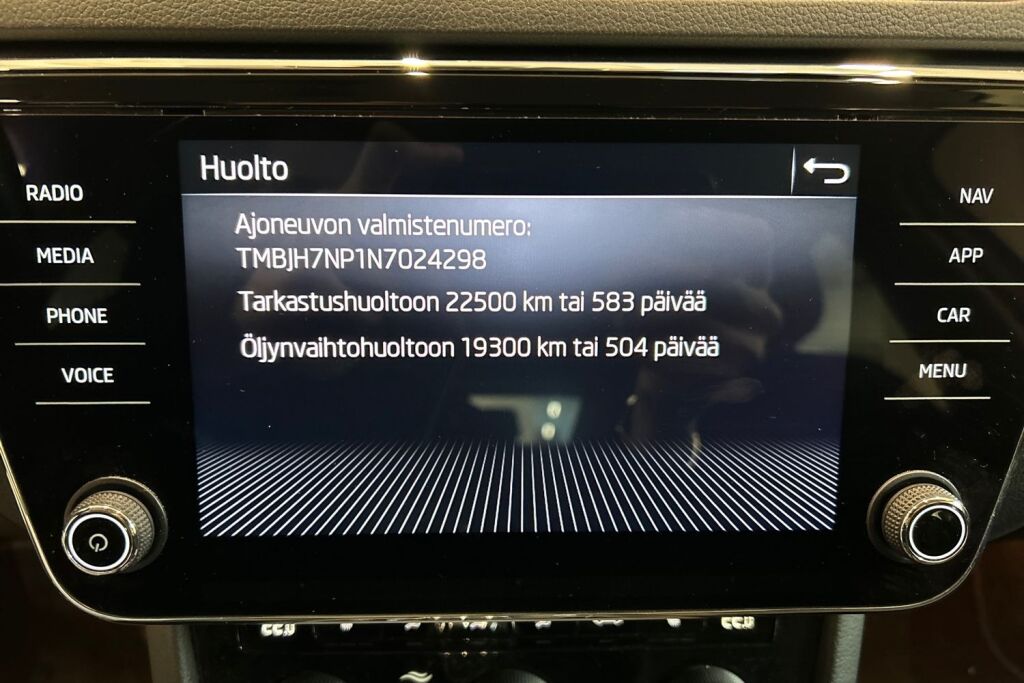 Huolto
RADIO
MEDIA
PHONE
VOICE
Ajoneuvon valmistenumero:
TMBJH7NP1N7024298
Tarkastushuoltoon 22500 km tai 583 päivää
Öljynvaihtohuoltoon 19300 km tai 504 päivää
NAV
APP
CAR
MENU